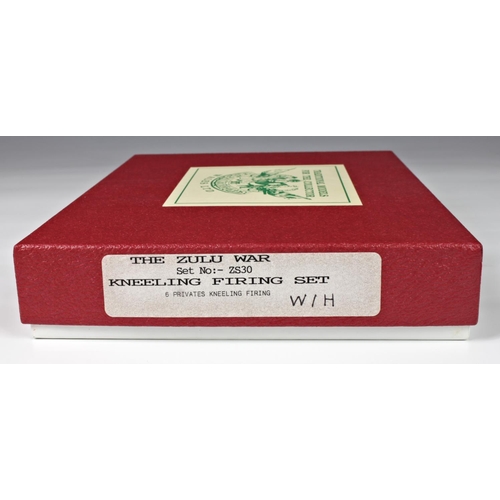 THE ZULU WAR
Set No:- ZS30
KNEELING FIRING SET
6 PRIVATES KNEELING FIRING
W/H